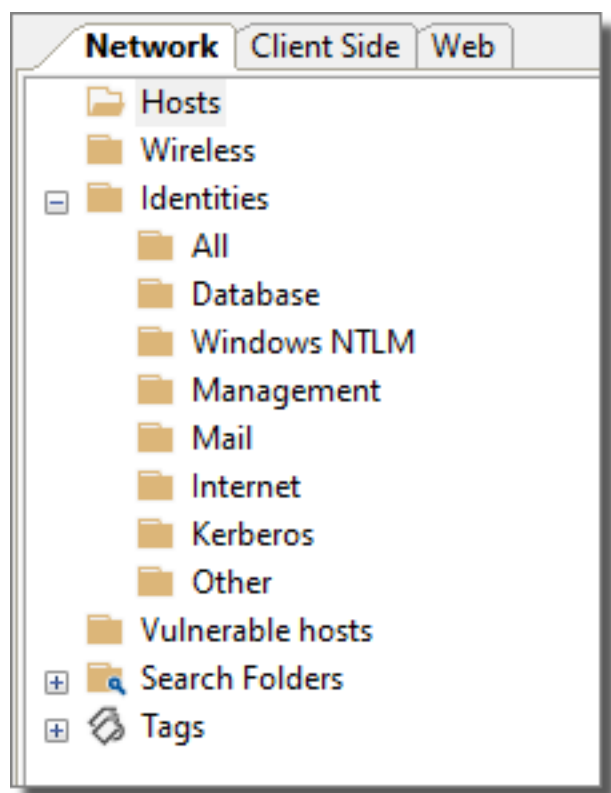 Network Client Side Web
Hosts
Wireless
Identities
All
Database
Windows NTLM
Management
Mail
Internet
Kerberos
Other
Vulnerable hosts
Search Folders
Tags